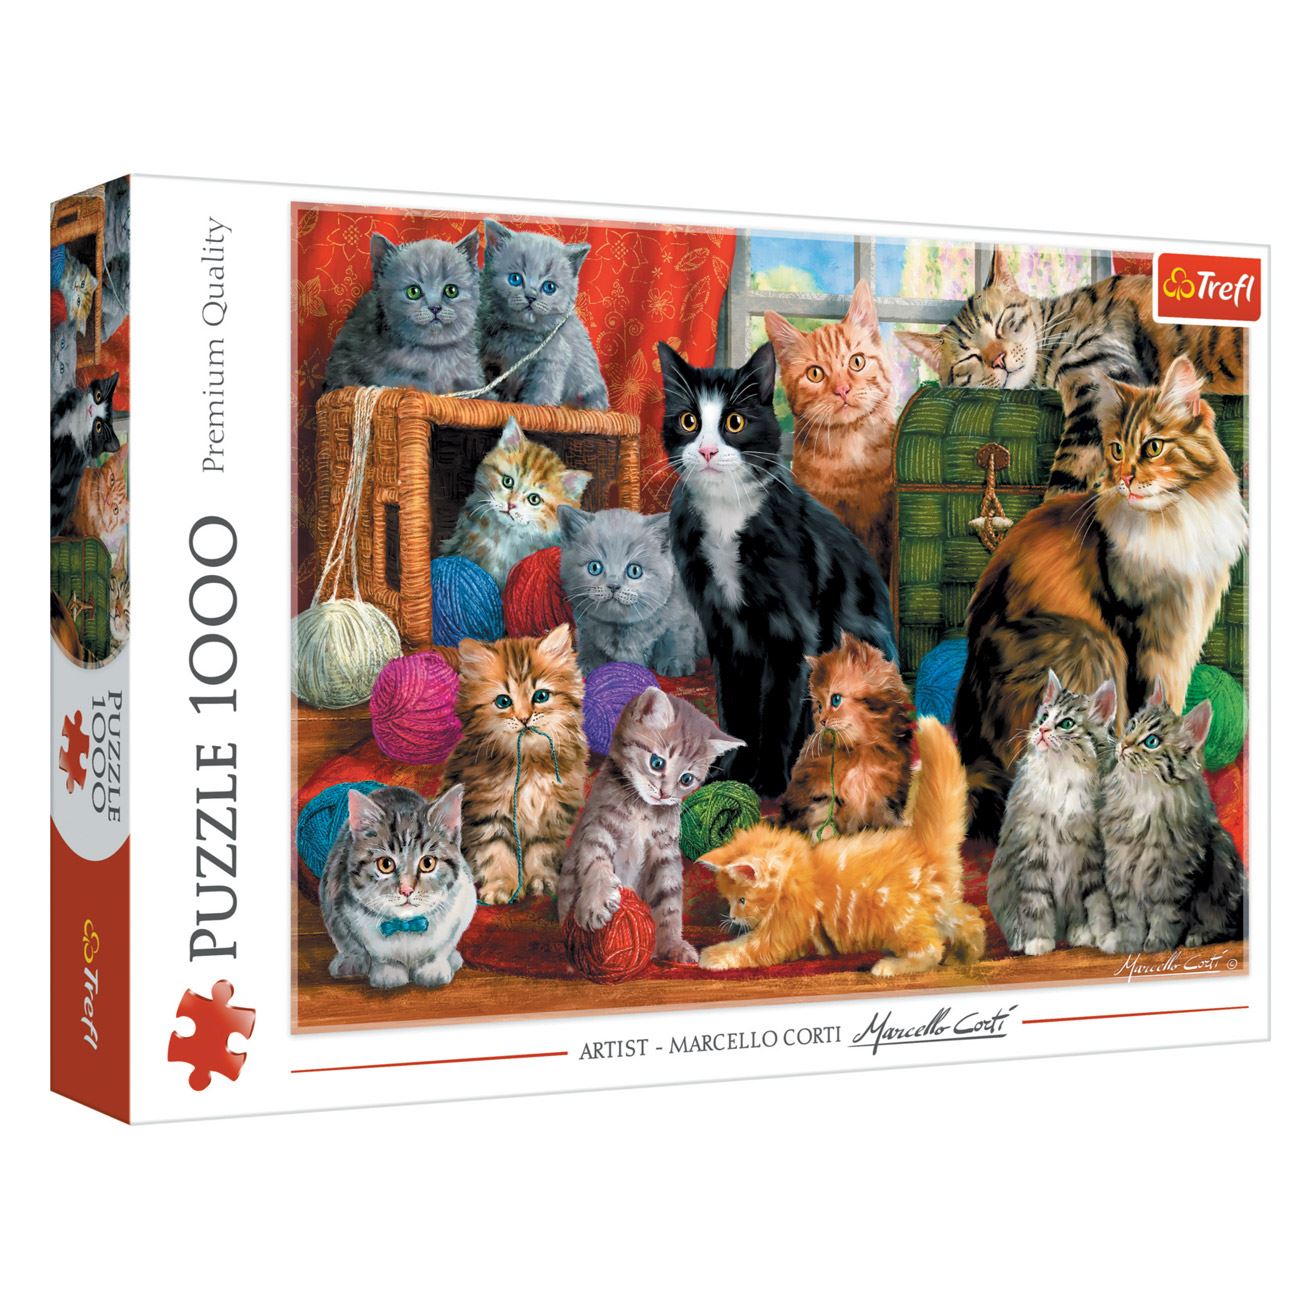 Premium Quality
PUZZLE 1000
PUZZLE
1000
Trefl
Trefl
Marcello Corti ©
ARTIST - MARCELLO CORTI Marcello Corti